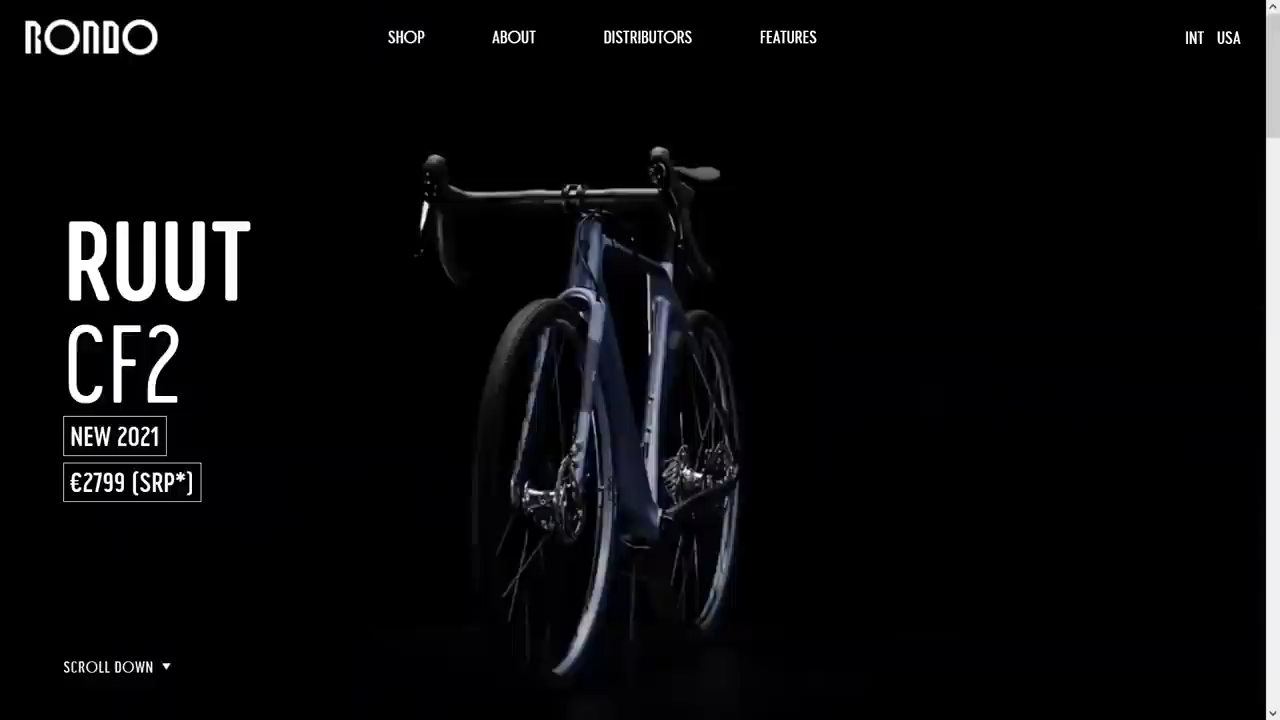 RONDO
SHOP ABOUT DISTRIBUTORS FEATURES INT USA
RUUT
CF2
NEW 2021
€2799 (SRP*)
SCROLL DOWN